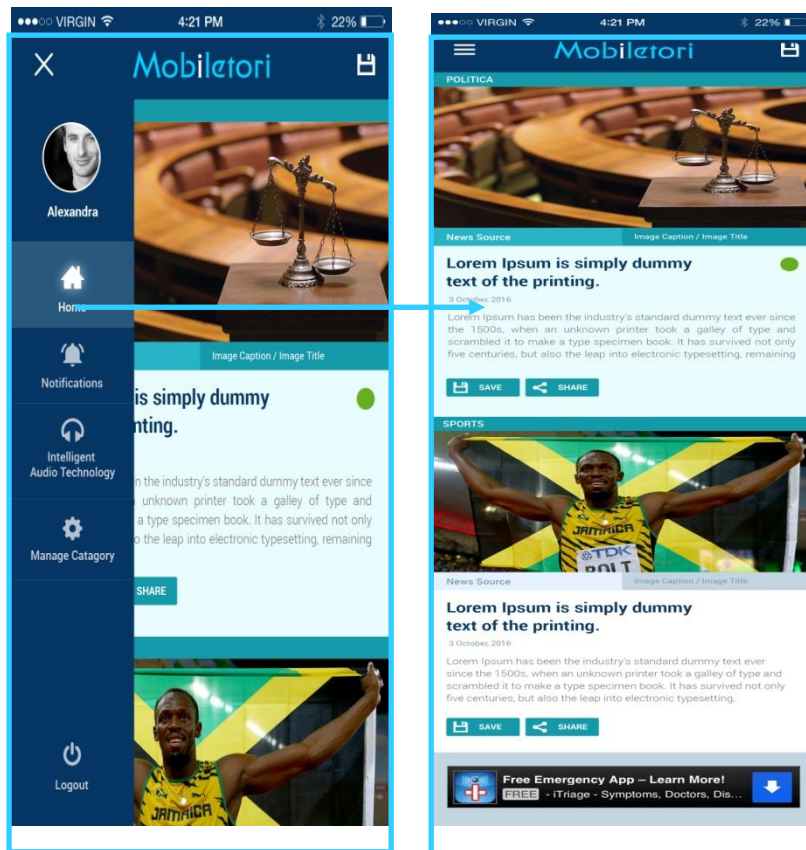 VIRGIN 4:21 PM 22%
Mobiletori
Alexandra
Home
Notifications
Intelligent
Audio Technology
Manage Catagory
Logout
Image Caption / Image Title
is simply dummy
nting.
n the industry's standard dummy text ever since
unknown printer took a galley of type and
a type specimen book. It has survived not only
o the leap into electronic typesetting, remaining
SHARE
JAMAICA
VIRGIN 4:21 PM 22%
Mobiletori
POLITICA
News Source Image Caption / Image Title
Lorem Ipsum is simply dummy
text of the printing.
3 October, 2016
Lorem Ipsum has been the industry's standard dummy text ever since
the 1500s, when an unknown printer took a galley of type and
scrambled it to make a type specimen book. It has survived not only
five centuries, but also the leap into electronic typesetting, remaining
SAVE SHARE
SPORTS
JAMAICA
TDK
BOLT
News Source Image Caption / Image Title
Lorem Ipsum is simply dummy
text of the printing.
3 October, 2016
Lorem Ipsum has been the industry's standard dummy text ever
since the 1500s, when an unknown printer took a galley of type and
scrambled it to make a type specimen book. It has survived not only
five centuries, but also the leap into electronic typesetting,
SAVE SHARE
Free Emergency App – Learn More!
FREE - iTriage - Symptoms, Doctors, Dis...